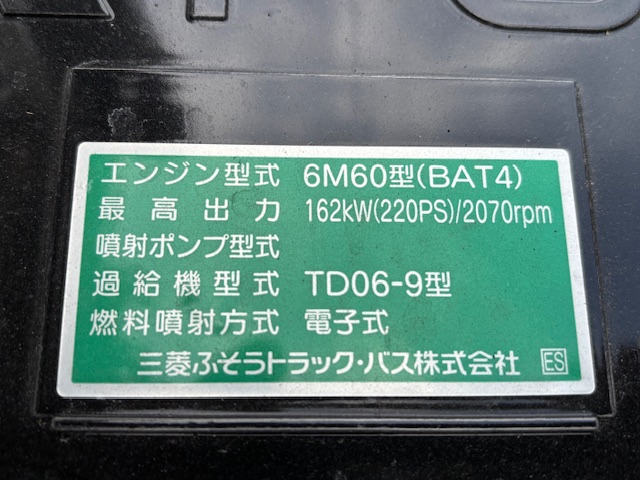 エンジン型式 6M60型(BAT4)
最高出力 162kW(220PS)/2070rpm
噴射ポンプ型式
過給機型式 TD06-9型
燃料噴射方式 電子式
三菱ふそうトラック・バス株式会社 ES